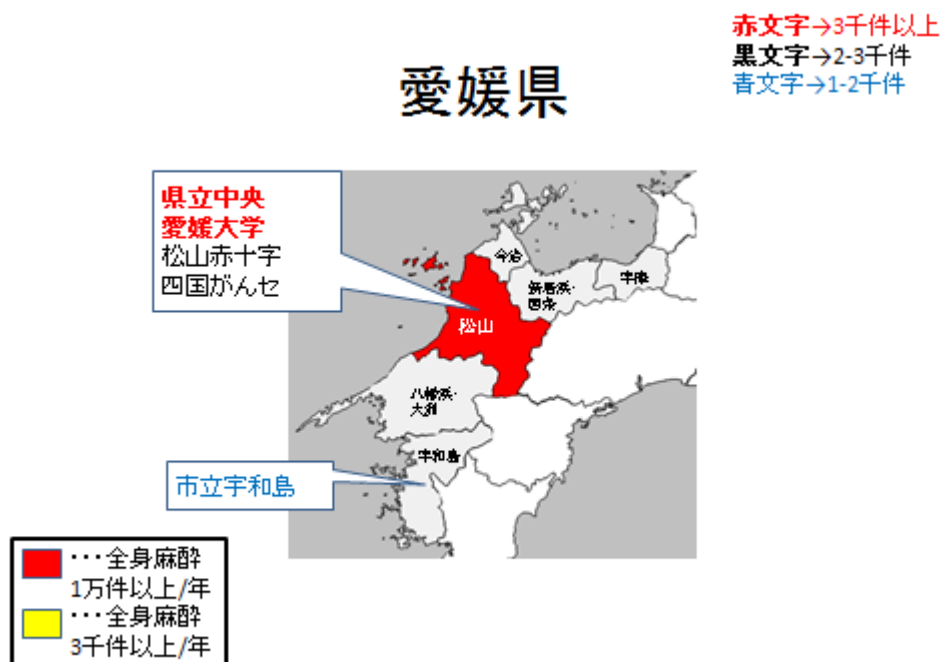 赤文字→3千件以上
黒文字→2-3千件
青文字→1-2千件
愛媛県
県立中央
愛媛大学
松山赤十字
四国がんセ
今治
新居浜・
西条
宇摩
松山
八幡浜・
大洲
宇和島
市立宇和島
・・・全身麻酔
1万件以上/年
・・・全身麻酔
3千件以上/年